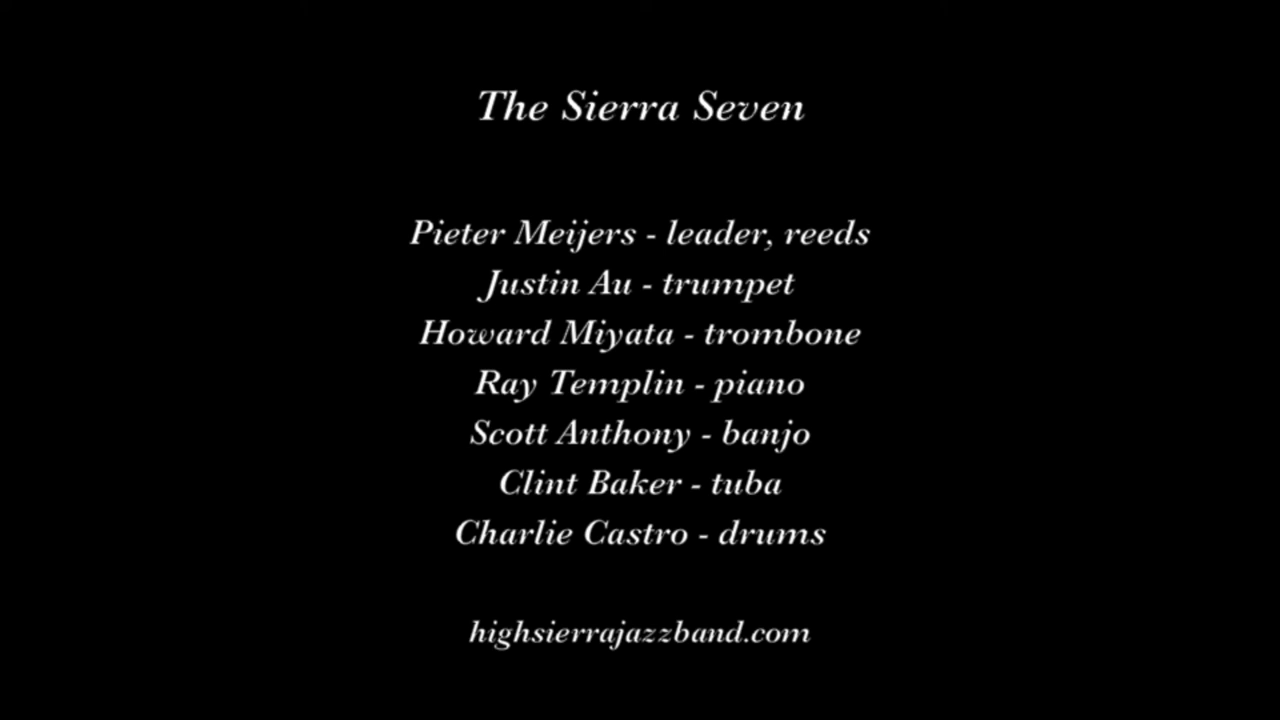 The Sierra Seven
Pieter Meijers - leader, reeds
Justin Au - trumpet
Howard Miyata - trombone
Ray Templin - piano
Scott Anthony - banjo
Clint Baker - tuba
Charlie Castro - drums
highsierrajazzband.com